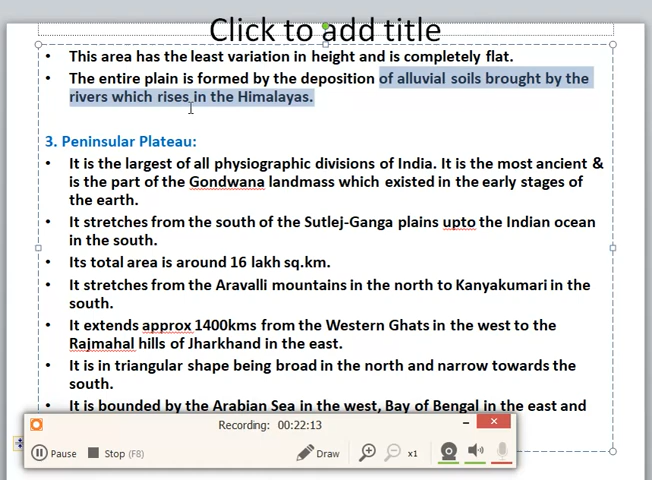 Click to add title
• This area has the least variation in height and is completely flat.
• The entire plain is formed by the deposition of alluvial soils brought by the
rivers which rises in the Himalayas.
3. Peninsular Plateau:
• It is the largest of all physiographic divisions of India. It is the most ancient &
is the part of the Gondwana landmass which existed in the early stages of
the earth.
• It stretches from the south of the Sutlej-Ganga plains upto the Indian ocean
in the south.
• Its total area is around 16 lakh sq.km.
• It stretches from the Aravalli mountains in the north to Kanyakumari in the
south.
• It extends approx 1400kms from the Western Ghats in the west to the
Rajmahal hills of Jharkhand in the east.
• It is in triangular shape being broad in the north and narrow towards the
south.
• It is bounded by the Arabian Sea in the west, Bay of Bengal in the east and
Recording: 00:22:13
Pause Stop (F8) Draw x1